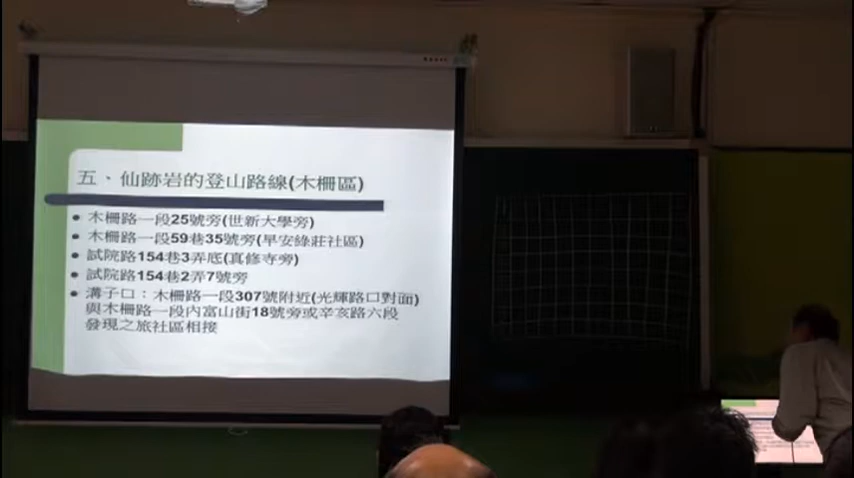 五、仙跡岩的登山路線(木柵區)
木柵路一段25號旁(世新大學旁)
木柵路一段59巷35號旁(早安綠莊社區)
試院路154巷3弄底(真修寺旁)
試院路154巷2弄7號旁
溝子口：木柵路一段307號附近(光輝路口對面)
與木柵路一段內富山街18號旁或辛亥路六段
發現之旅社區相接